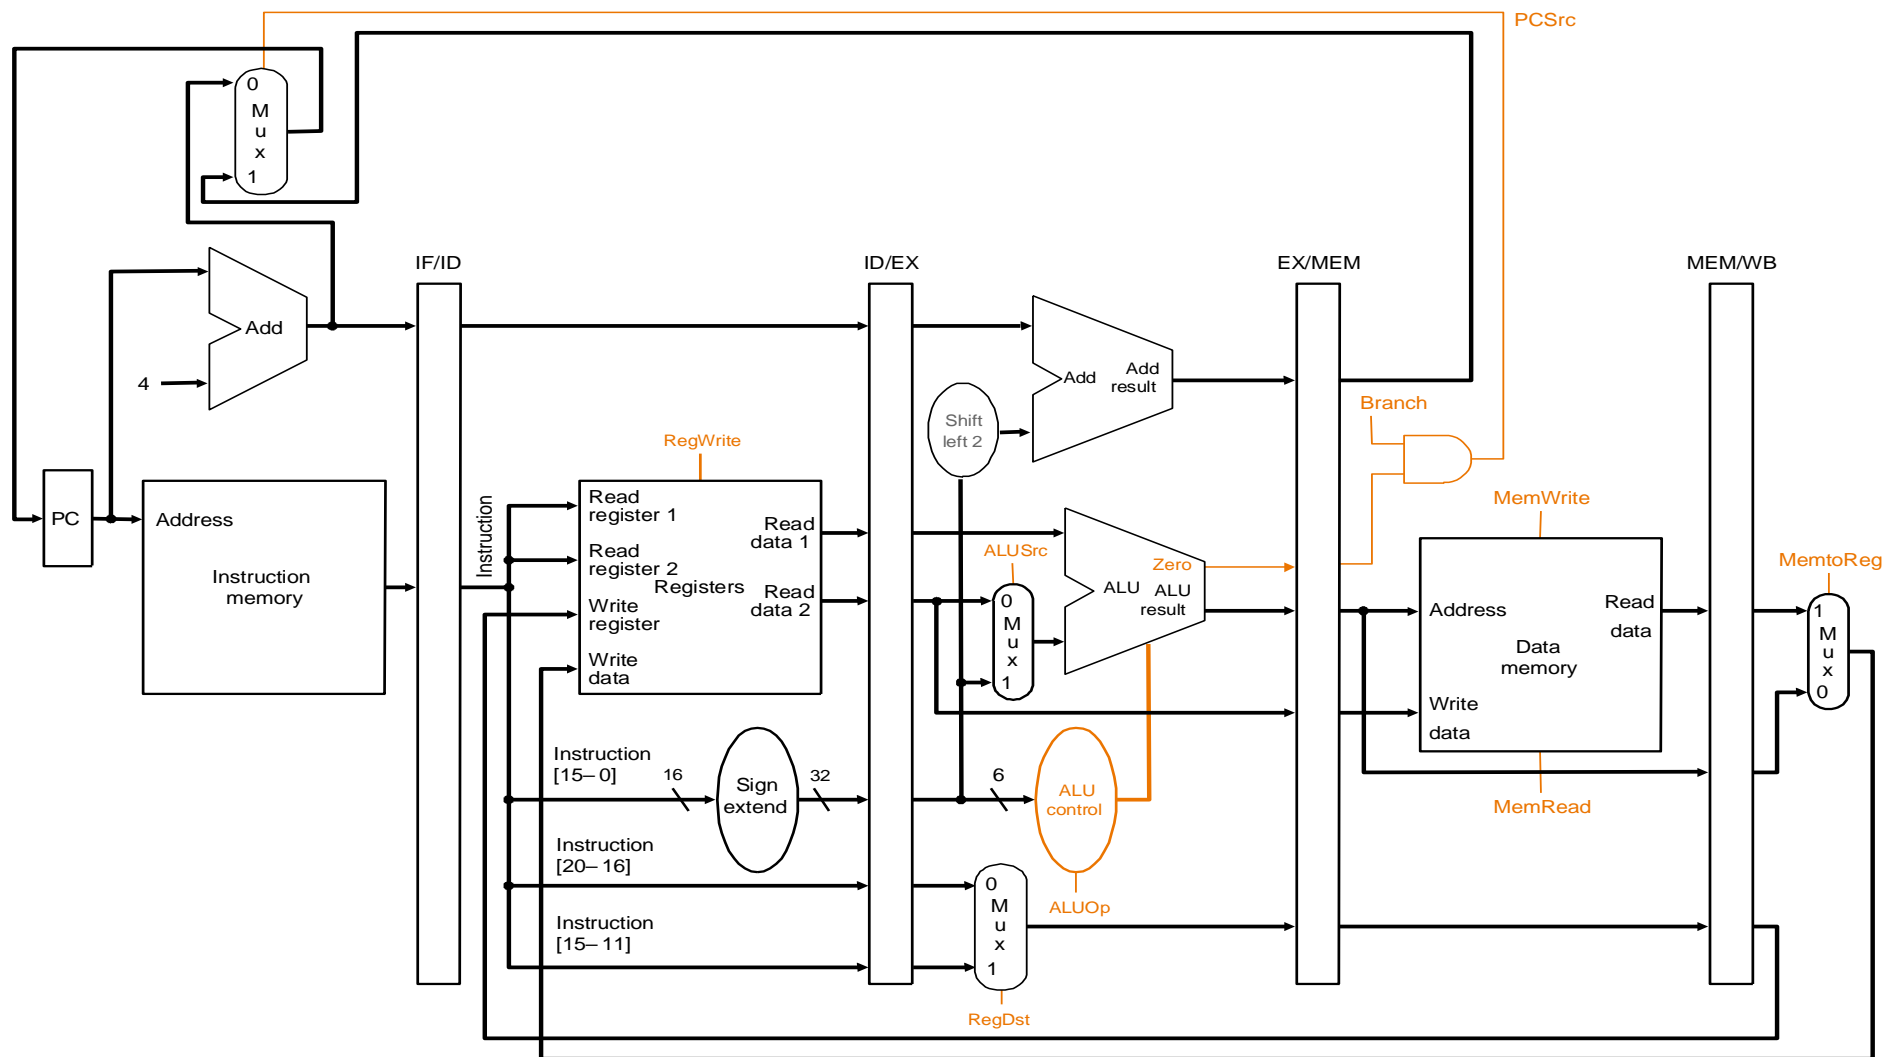 PCSrc
0
M
u
x
1
IF/ID
ID/EX
EX/MEM
MEM/WB
Add
4
Add
Add
result
Shift
left 2
Branch
RegWrite
PC
Address
Instruction
memory
Instruction
Read
register 1
Read
register 2
Write
register
Write
data
Registers
Read
data 1
Read
data 2
ALUSrc
0
M
u
x
1
Zero
ALU
ALU
result
MemWrite
Address
Read
data
Data
memory
Write
data
MemRead
MemtoReg
1
M
u
x
0
Instruction
[15– 0]
16
Sign
extend
32
6
ALU
control
ALUOp
Instruction
[20– 16]
Instruction
[15– 11]
0
M
u
x
1
RegDst